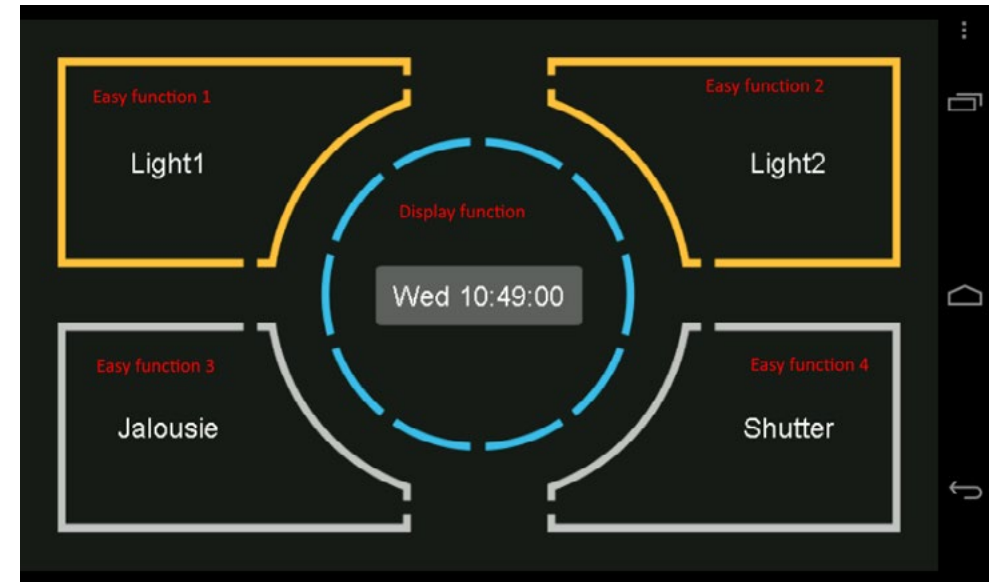 Easy function 1
Light1
Easy function 2
Light2
Display function
Wed 10:49:00
Easy function 3
Jalousie
Easy function 4
Shutter